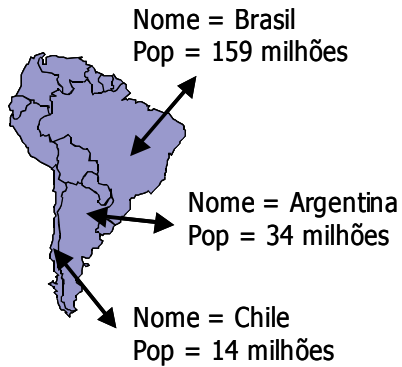 Nome = Brasil
Pop = 159 milhões
Nome = Argentina
Pop = 34 milhões
Nome = Chile
Pop = 14 milhões